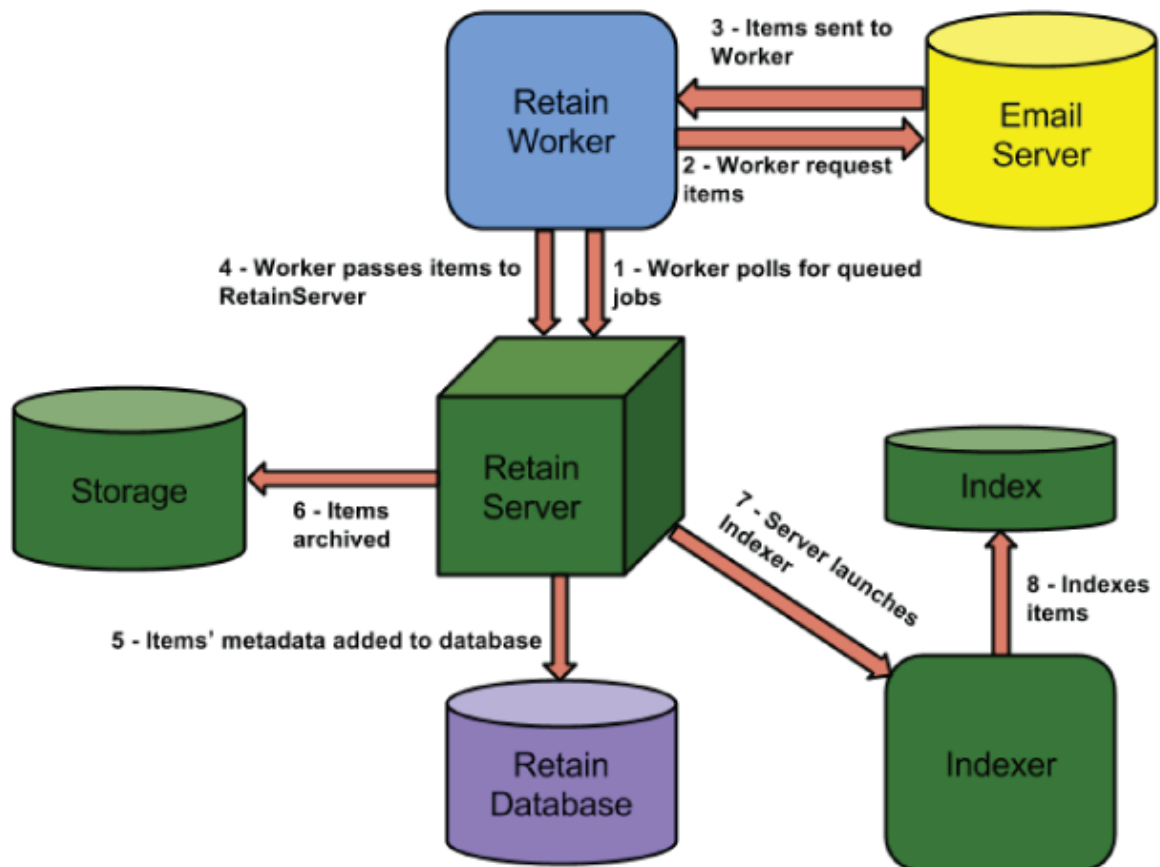 3 - Items sent to
Worker
Retain
Worker
Email
Server
2 - Worker request
items
4 - Worker passes items to
RetainServer
1 - Worker polls for queued
jobs
Storage
Retain
Server
Index
6 - Items
archived
7 - Server launches
Indexer
8 - Indexes
items
5 - Items’ metadata added to database
Retain
Database
Indexer